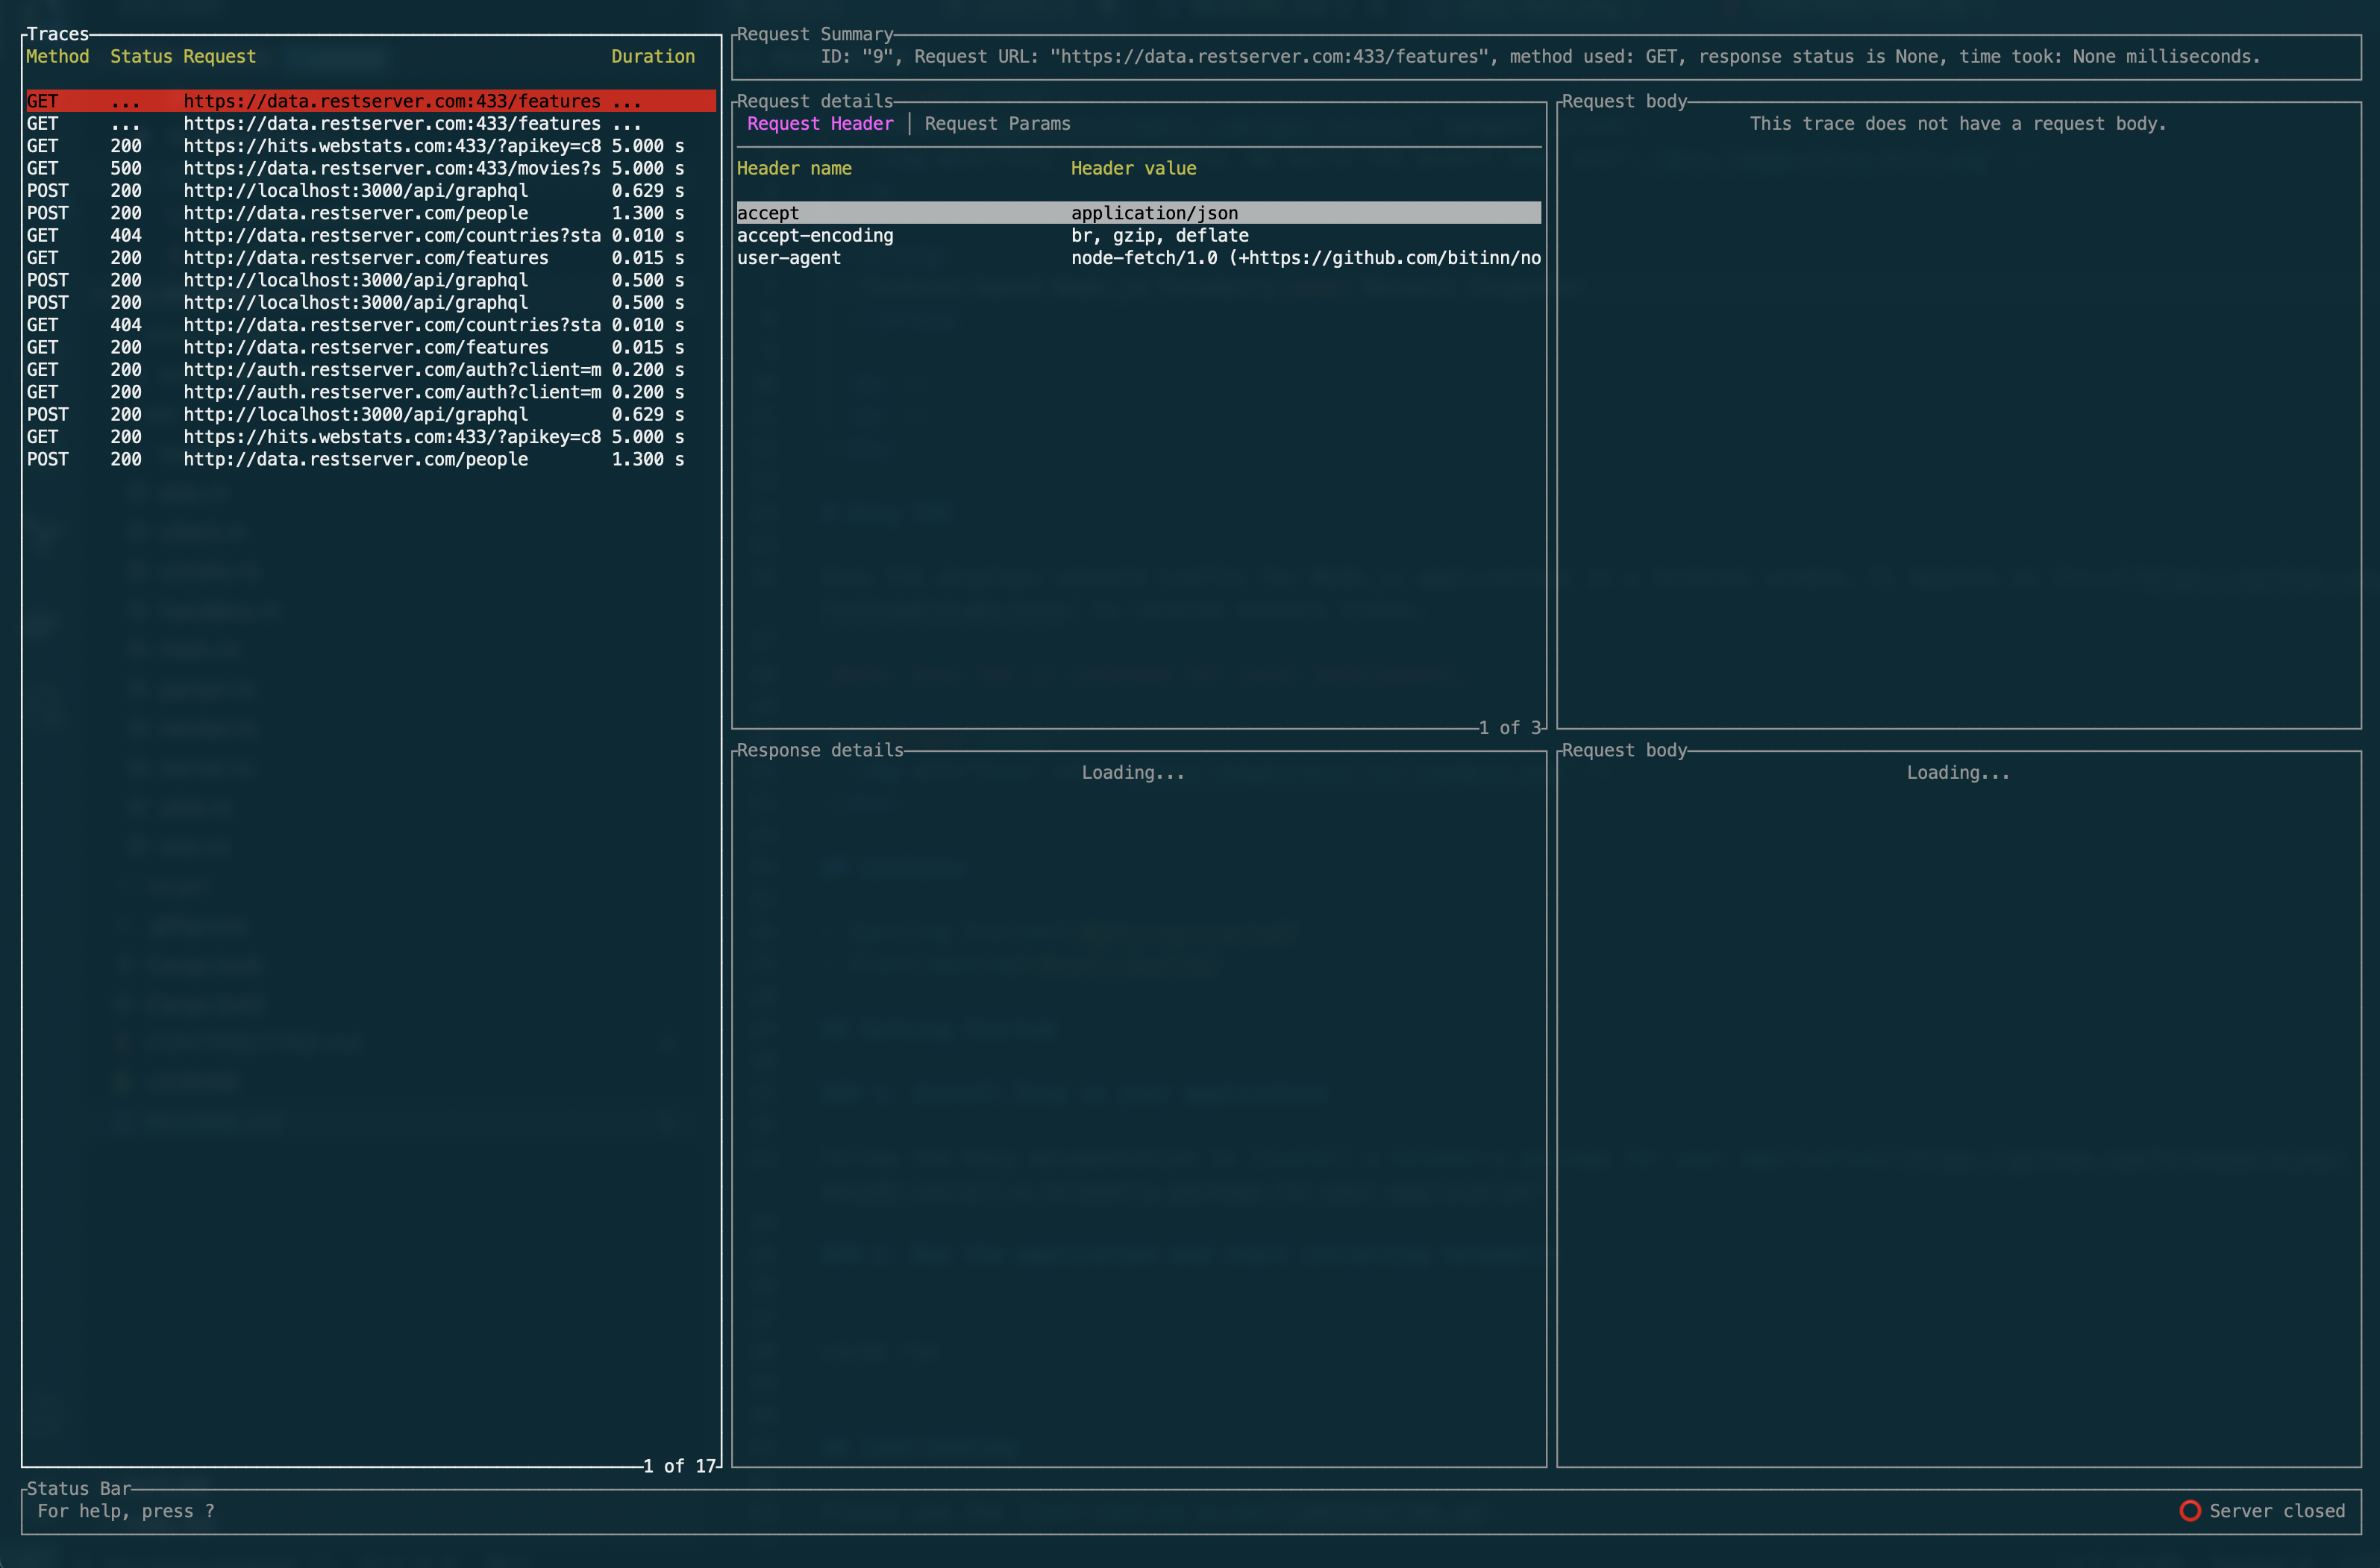 Traces
Method Status Request Duration
GET ... https://data.restserver.com:433/features ...
GET ... https://data.restserver.com:433/features ...
GET 200 https://hits.webstats.com:433/?apikey=c8 5.000 s
GET 500 https://data.restserver.com:433/movies?s 5.000 s
POST 200 http://localhost:3000/api/graphql 0.629 s
POST 200 http://data.restserver.com/people 1.300 s
GET 404 http://data.restserver.com/countries?sta 0.010 s
GET 200 http://data.restserver.com/features 0.015 s
POST 200 http://localhost:3000/api/graphql 0.500 s
POST 200 http://localhost:3000/api/graphql 0.500 s
GET 404 http://data.restserver.com/countries?sta 0.010 s
GET 200 http://data.restserver.com/features 0.015 s
GET 200 http://auth.restserver.com/auth?client=m 0.200 s
GET 200 http://auth.restserver.com/auth?client=m 0.200 s
POST 200 http://localhost:3000/api/graphql 0.629 s
GET 200 https://hits.webstats.com:433/?apikey=c8 5.000 s
POST 200 http://data.restserver.com/people 1.300 s
1 of 17
Request Summary
ID: "9", Request URL: "https://data.restserver.com:433/features", method used: GET, response status is None, time took: None milliseconds.
Request details
Request Header │ Request Params
Header name Header value
accept application/json
accept-encoding br, gzip, deflate
user-agent node-fetch/1.0 (+https://github.com/bitinn/no
1 of 3
Request body
This trace does not have a request body.
Response details
Loading...
Request body
Loading...
Status Bar
For help, press ?
Server closed